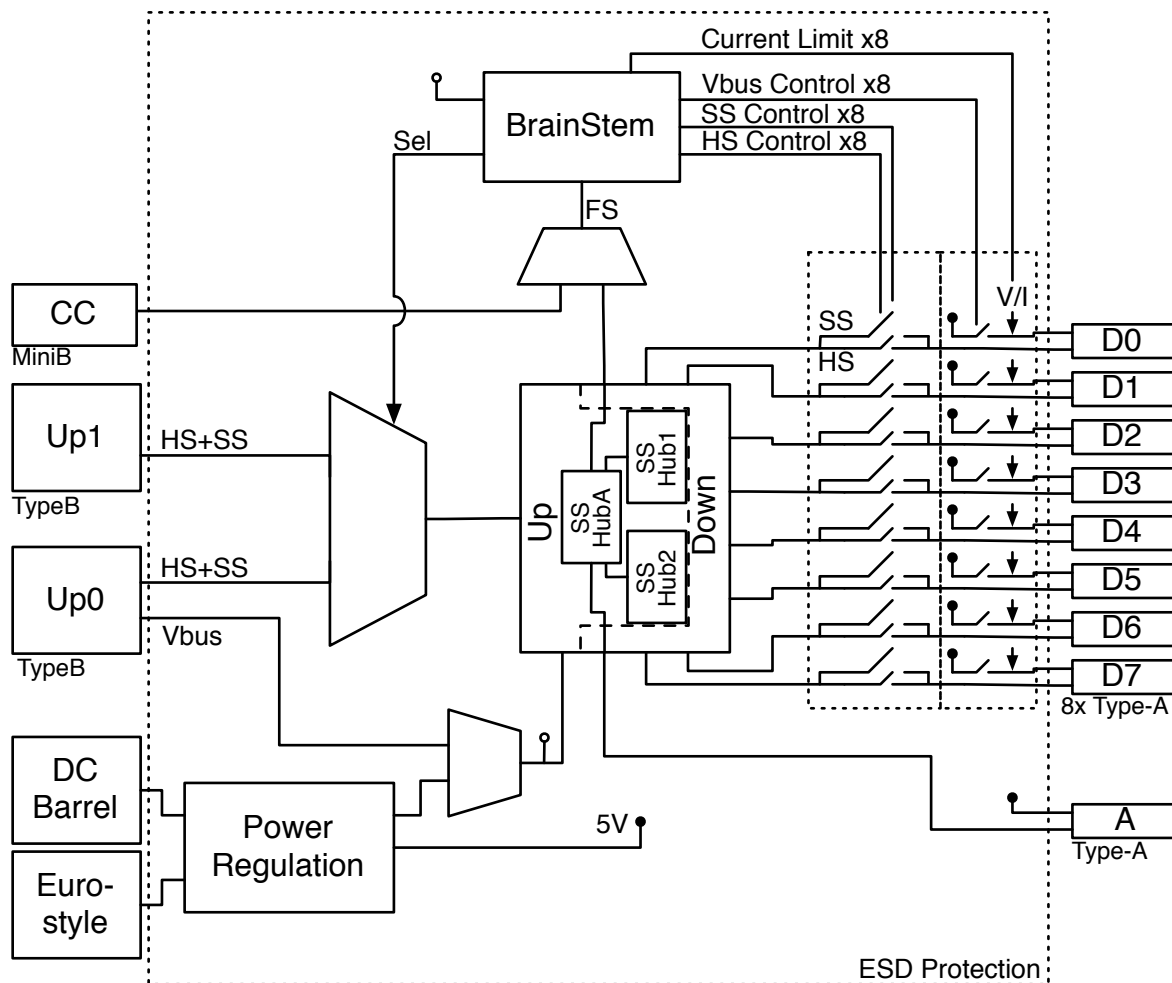 Current Limit x8
Vbus Control x8
SS Control x8
HS Control x8
BrainStem
Sel
FS
CC
MiniB
V/I
SS
HS
D0
D1
D2
D3
D4
D5
D6
D7
8x Type-A
Up1
HS+SS
TypeB
Up0
HS+SS
Vbus
TypeB
Up
SS
HubA
SS
Hub1
SS
Hub2
Down
DC
Barrel
Power
Regulation
5V
Euro-
style
A
Type-A
ESD Protection